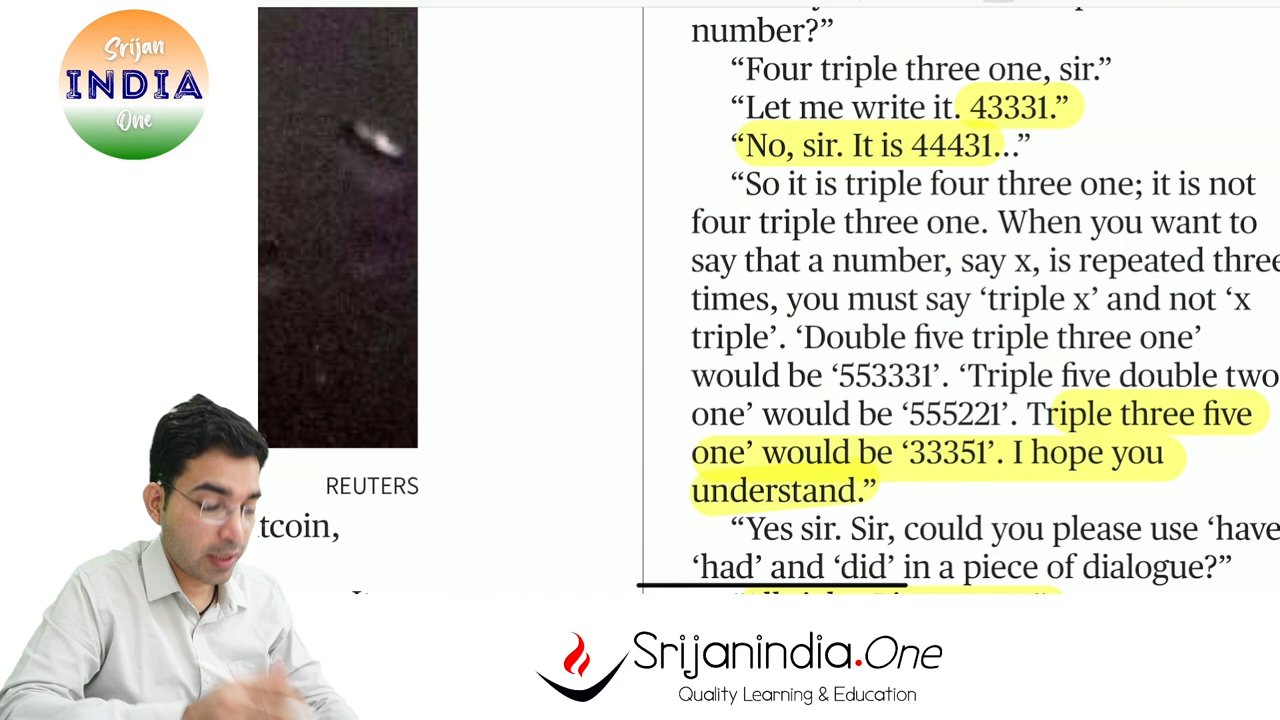 Srijan
INDIA
One
REUTERS
tcoin,
number?”
“Four triple three one, sir.”
“Let me write it. 43331.”
“No, sir. It is 44431...”
“So it is triple four three one; it is not
four triple three one. When you want to
say that a number, say x, is repeated three
times, you must say ‘triple x’ and not ‘x
triple’. ‘Double five triple three one’
would be ‘553331’. ‘Triple five double two
one’ would be ‘555221’. Triple three five
one’ would be ‘33351’. I hope you
understand.”
“Yes sir. Sir, could you please use ‘have
‘had’ and ‘did’ in a piece of dialogue?”
Srijanindia.One
Quality Learning & Education